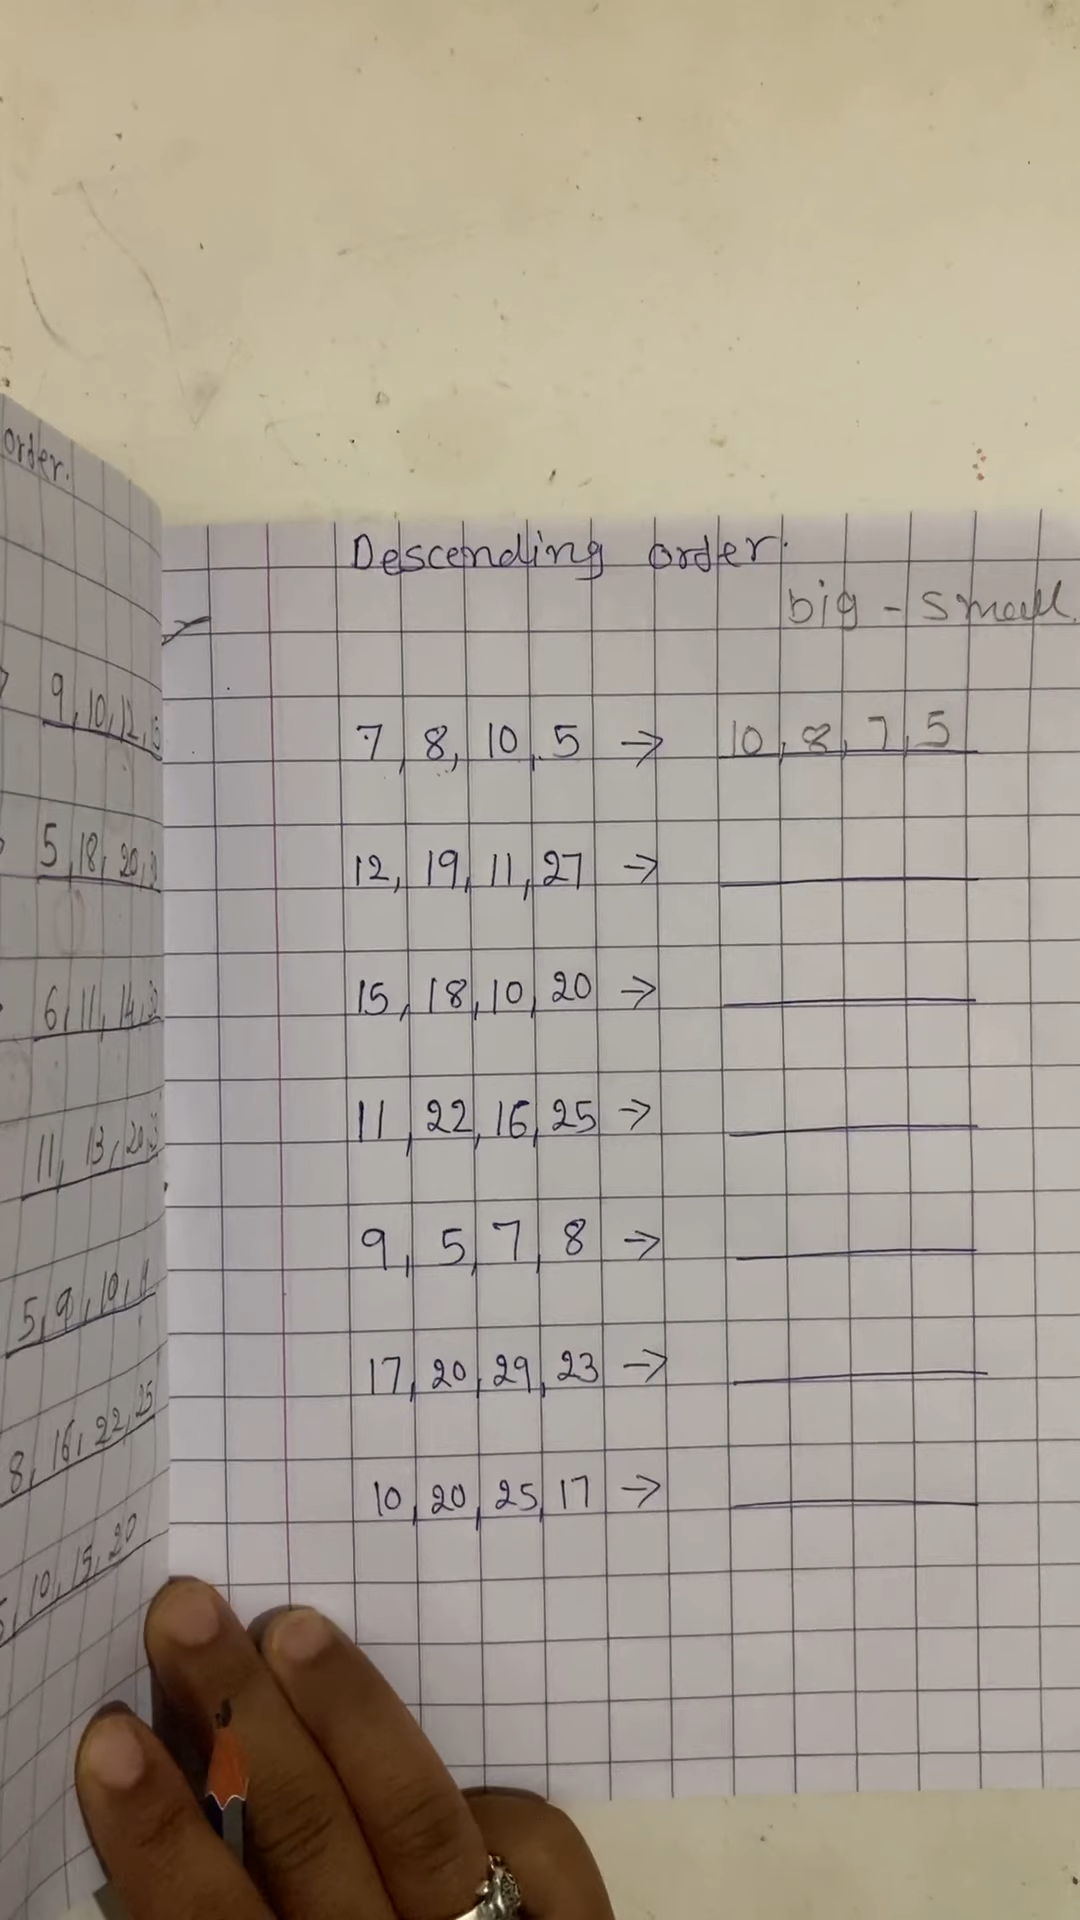 order.
9, 10, 12,
5, 18, 20,
6, 11, 14,
11, 13, 20,
5, 9, 10, 11
8, 16, 22, 25
10, 15, 20
Descending order.
big - small.
7, 8, 10, 5 → 10, 8, 7, 5
12, 19, 11, 27 →
15, 18, 10, 20 →
11, 22, 16, 25 →
9, 5, 7, 8 →
17, 20, 29, 23 →
10, 20, 25, 17 →